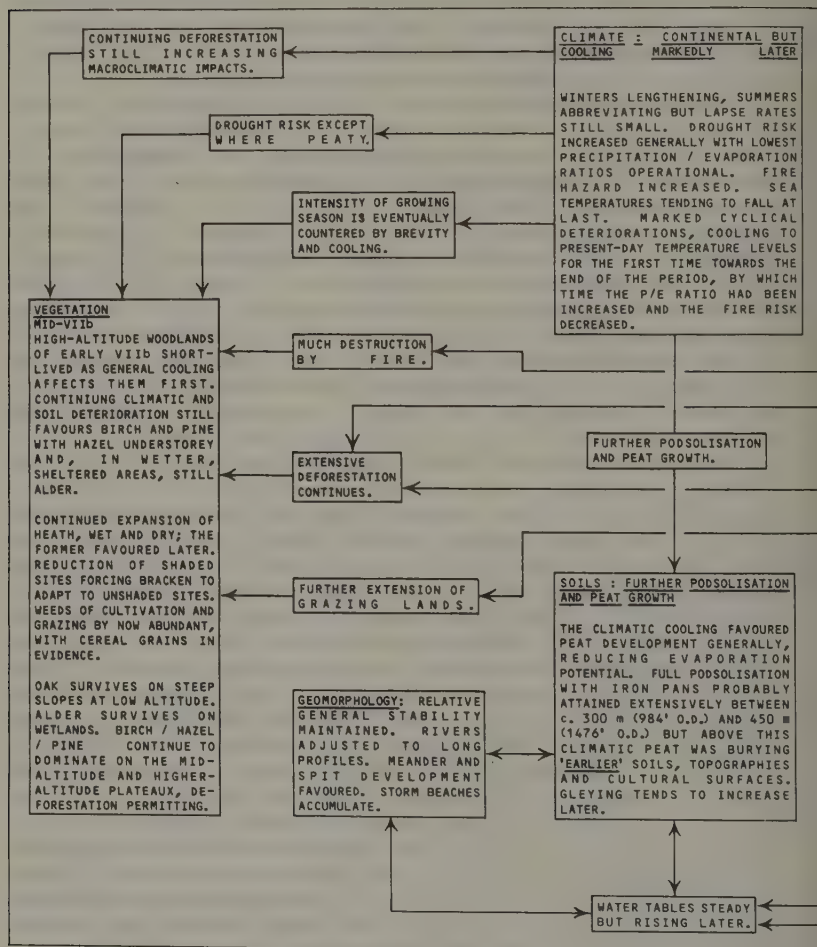 CONTINUING DEFORESTATION
STILL INCREASING
MACROCLIMATIC IMPACTS.
CLIMATE : CONTINENTAL BUT
COOLING MARKEDLY LATER
WINTERS LENGTHENING, SUMMERS
ABBREVIATING BUT LAPSE RATES
STILL SMALL. DROUGHT RISK
INCREASED GENERALLY WITH LOWEST
PRECIPITATION / EVAPORATION
RATIOS OPERATIONAL. FIRE
HAZARD INCREASED. SEA
TEMPERATURES TENDING TO FALL AT
LAST. MARKED CYCLICAL
DETERIORATIONS, COOLING TO
PRESENT-DAY TEMPERATURE LEVELS
FOR THE FIRST TIME TOWARDS THE
END OF THE PERIOD, BY WHICH
TIME THE P/E RATIO HAD BEEN
INCREASED AND THE FIRE RISK
DECREASED.
DROUGHT RISK EXCEPT
WHERE PEATY.
INTENSITY OF GROWING
SEASON IS EVENTUALLY
COUNTERED BY BREVITY
AND COOLING.
VEGETATION
MID-VIIb
HIGH-ALTITUDE WOODLANDS
OF EARLY VIIb SHORT-
LIVED AS GENERAL COOLING
AFFECTS THEM FIRST.
CONTINIUNG CLIMATIC AND
SOIL DETERIORATION STILL
FAVOURS BIRCH AND PINE
WITH HAZEL UNDERSTOREY
AND, IN WETTER,
SHELTERED AREAS, STILL
ALDER.
CONTINUED EXPANSION OF
HEATH, WET AND DRY; THE
FORMER FAVOURED LATER.
REDUCTION OF SHADED
SITES FORCING BRACKEN TO
ADAPT TO UNSHADED SITES.
WEEDS OF CULTIVATION AND
GRAZING BY NOW ABUNDANT,
WITH CEREAL GRAINS IN
EVIDENCE.
OAK SURVIVES ON STEEP
SLOPES AT LOW ALTITUDE.
ALDER SURVIVES ON
WETLANDS. BIRCH / HAZEL
/ PINE CONTINUE TO
DOMINATE ON THE MID-
ALTITUDE AND HIGHER-
ALTITUDE PLATEAUX, DE-
FORESTATION PERMITTING.
MUCH DESTRUCTION
BY FIRE.
EXTENSIVE
DEFORESTATION
CONTINUES.
FURTHER PODSOLISATION
AND PEAT GROWTH.
FURTHER EXTENSION OF
GRAZING LANDS.
SOILS : FURTHER PODSOLISATION
AND PEAT GROWTH
THE CLIMATIC COOLING FAVOURED
PEAT DEVELOPMENT GENERALLY,
REDUCING EVAPORATION
POTENTIAL. FULL PODSOLISATION
WITH IRON PANS PROBABLY
ATTAINED EXTENSIVELY BETWEEN
c. 300 m (984' O.D.) AND 450 m
(1476' O.D.) BUT ABOVE THIS
CLIMATIC PEAT WAS BURYING
'EARLIER' SOILS, TOPOGRAPHIES
AND CULTURAL SURFACES.
GLEYING TENDS TO INCREASE
LATER.
GEOMORPHOLOGY: RELATIVE
GENERAL STABILITY
MAINTAINED. RIVERS
ADJUSTED TO LONG
PROFILES. MEANDER AND
SPIT DEVELOPMENT
FAVOURED. STORM BEACHES
ACCUMULATE.
WATER TABLES STEADY
BUT RISING LATER.